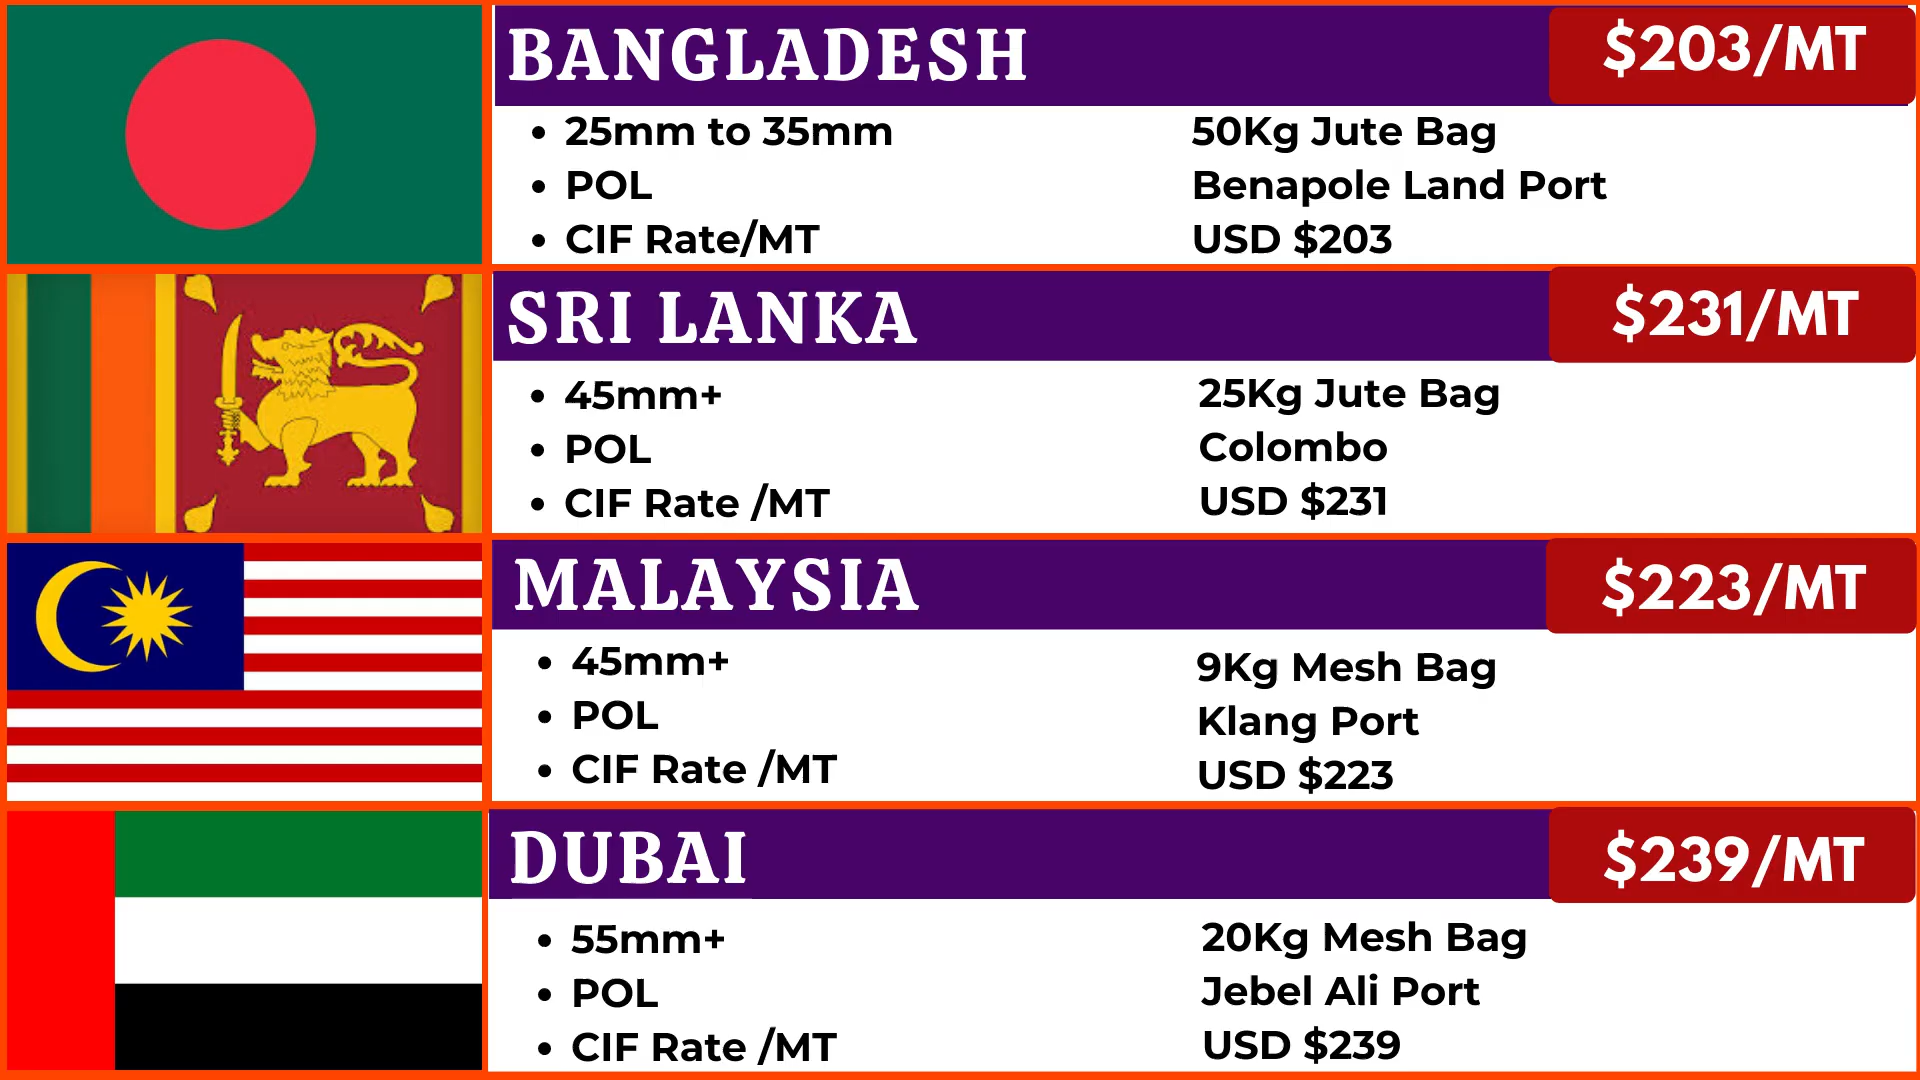 BANGLADESH $203/MT
• 25mm to 35mm 50Kg Jute Bag
• POL Benapole Land Port
• CIF Rate/MT USD $203
SRI LANKA $231/MT
• 45mm+ 25Kg Jute Bag
• POL Colombo
• CIF Rate /MT USD $231
MALAYSIA $223/MT
• 45mm+ 9Kg Mesh Bag
• POL Klang Port
• CIF Rate /MT USD $223
DUBAI $239/MT
• 55mm+ 20Kg Mesh Bag
• POL Jebel Ali Port
• CIF Rate /MT USD $239